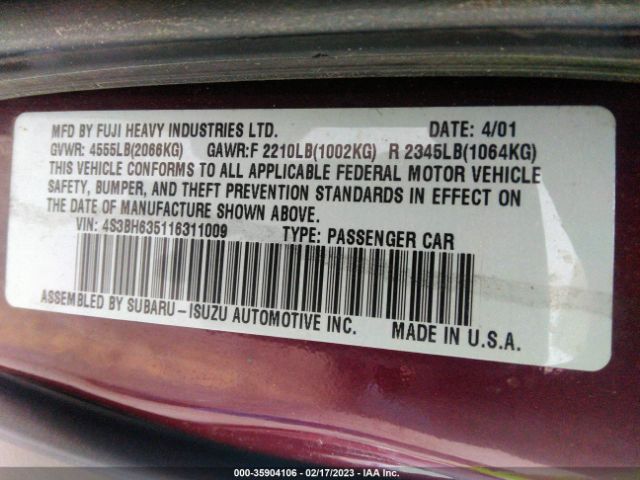 MFD BY FUJI HEAVY INDUSTRIES LTD. DATE: 4/01
GVWR: 4555LB(2066KG) GAWR:F 2210LB(1002KG) R 2345LB(1064KG)
THIS VEHICLE CONFORMS TO ALL APPLICABLE FEDERAL MOTOR VEHICLE
SAFETY, BUMPER, AND THEFT PREVENTION STANDARDS IN EFFECT ON
THE DATE OF MANUFACTURE SHOWN ABOVE.
VIN: 4S3BH635116311009 TYPE: PASSENGER CAR
ASSEMBLED BY SUBARU-ISUZU AUTOMOTIVE INC. MADE IN U.S.A.
000-35904106 - 02/17/2023 - IAA Inc.